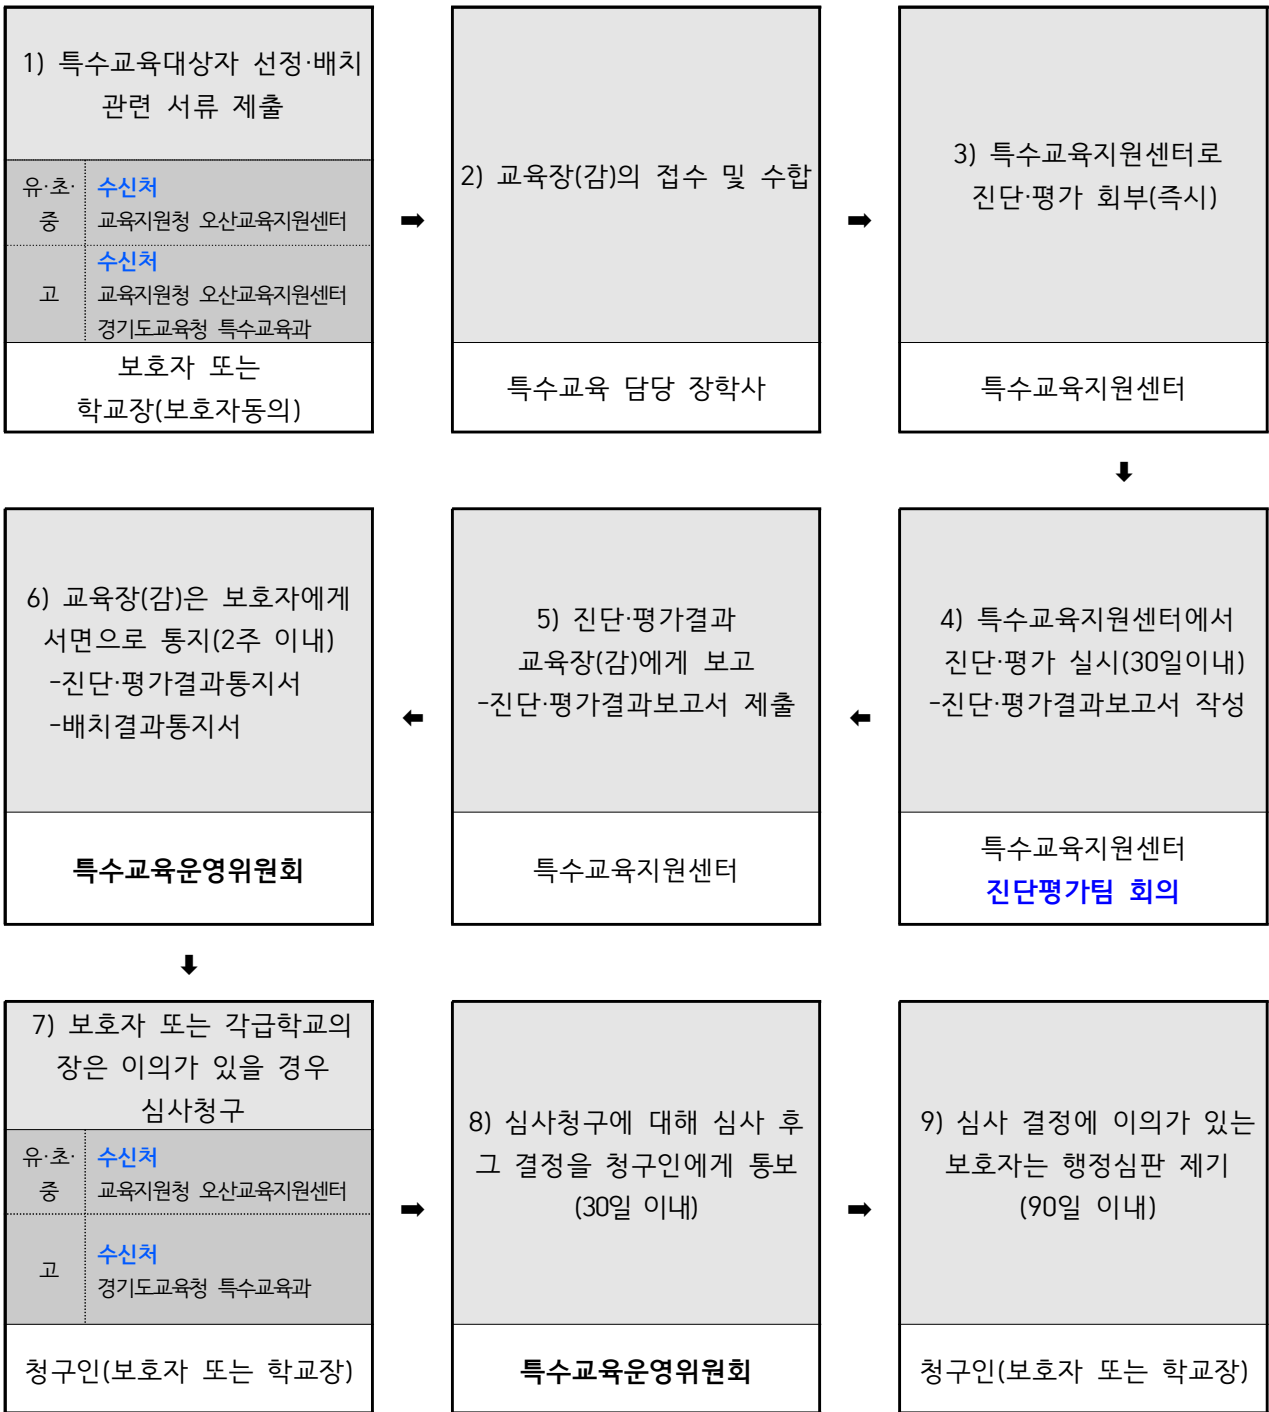 1) 특수교육대상자 선정·배치
관련 서류 제출
유·초·
중
수신처
교육지원청 오산교육지원센터
고
수신처
교육지원청 오산교육지원센터
경기도교육청 특수교육과
보호자 또는
학교장(보호자동의)
➡
2) 교육장(감)의 접수 및 수합
특수교육 담당 장학사
➡
3) 특수교육지원센터로
진단·평가 회부(즉시)
특수교육지원센터
⬇
4) 특수교육지원센터에서
진단·평가 실시(30일이내)
-진단·평가결과보고서 작성
특수교육지원센터
진단평가팀 회의
⬅
5) 진단·평가결과
교육장(감)에게 보고
-진단·평가결과보고서 제출
특수교육지원센터
⬅
6) 교육장(감)은 보호자에게
서면으로 통지(2주 이내)
-진단·평가결과통지서
-배치결과통지서
특수교육운영위원회
⬇
7) 보호자 또는 각급학교의
장은 이의가 있을 경우
심사청구
유·초·
중
수신처
교육지원청 오산교육지원센터
고
수신처
경기도교육청 특수교육과
청구인(보호자 또는 학교장)
➡
8) 심사청구에 대해 심사 후
그 결정을 청구인에게 통보
(30일 이내)
특수교육운영위원회
➡
9) 심사 결정에 이의가 있는
보호자는 행정심판 제기
(90일 이내)
청구인(보호자 또는 학교장)